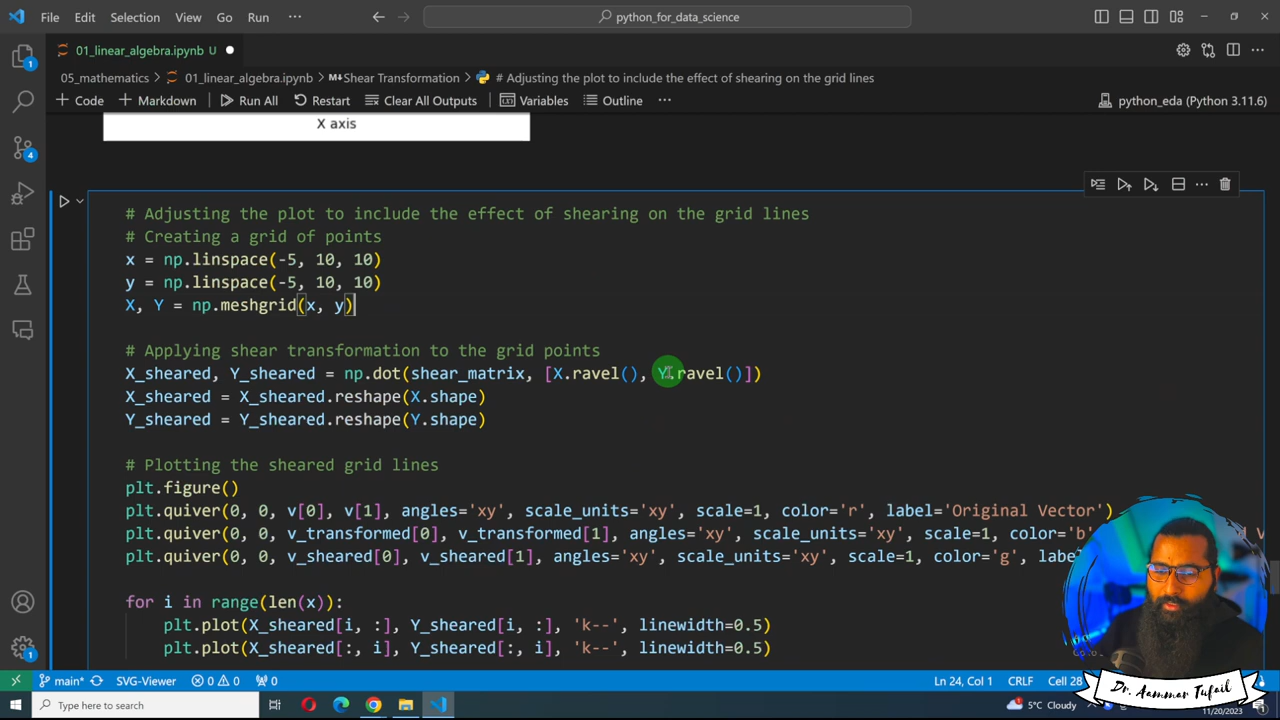 File Edit Selection View Go Run ··· python_for_data_science
01_linear_algebra.ipynb U
05_mathematics > 01_linear_algebra.ipynb > M↓Shear Transformation > # Adjusting the plot to include the effect of shearing on the grid lines
+ Code + Markdown Run All Restart Clear All Outputs Variables Outline ··· python_eda (Python 3.11.6)
X axis
# Adjusting the plot to include the effect of shearing on the grid lines
# Creating a grid of points
x = np.linspace(-5, 10, 10)
y = np.linspace(-5, 10, 10)
X, Y = np.meshgrid(x, y)
# Applying shear transformation to the grid points
X_sheared, Y_sheared = np.dot(shear_matrix, [X.ravel(), Y.ravel()])
X_sheared = X_sheared.reshape(X.shape)
Y_sheared = Y_sheared.reshape(Y.shape)
# Plotting the sheared grid lines
plt.figure()
plt.quiver(0, 0, v[0], v[1], angles='xy', scale_units='xy', scale=1, color='r', label='Original Vector')
plt.quiver(0, 0, v_transformed[0], v_transformed[1], angles='xy', scale_units='xy', scale=1, color='b'
plt.quiver(0, 0, v_sheared[0], v_sheared[1], angles='xy', scale_units='xy', scale=1, color='g', label
for i in range(len(x)):
plt.plot(X_sheared[i, :], Y_sheared[i, :], 'k--', linewidth=0.5)
plt.plot(X_sheared[:, i], Y_sheared[:, i], 'k--', linewidth=0.5)
main* SVG-Viewer 0 0 0 Ln 24, Col 1 CRLF Cell 28
Dr. Aammar Tufail
Type here to search 5°C Cloudy 11/20/2023